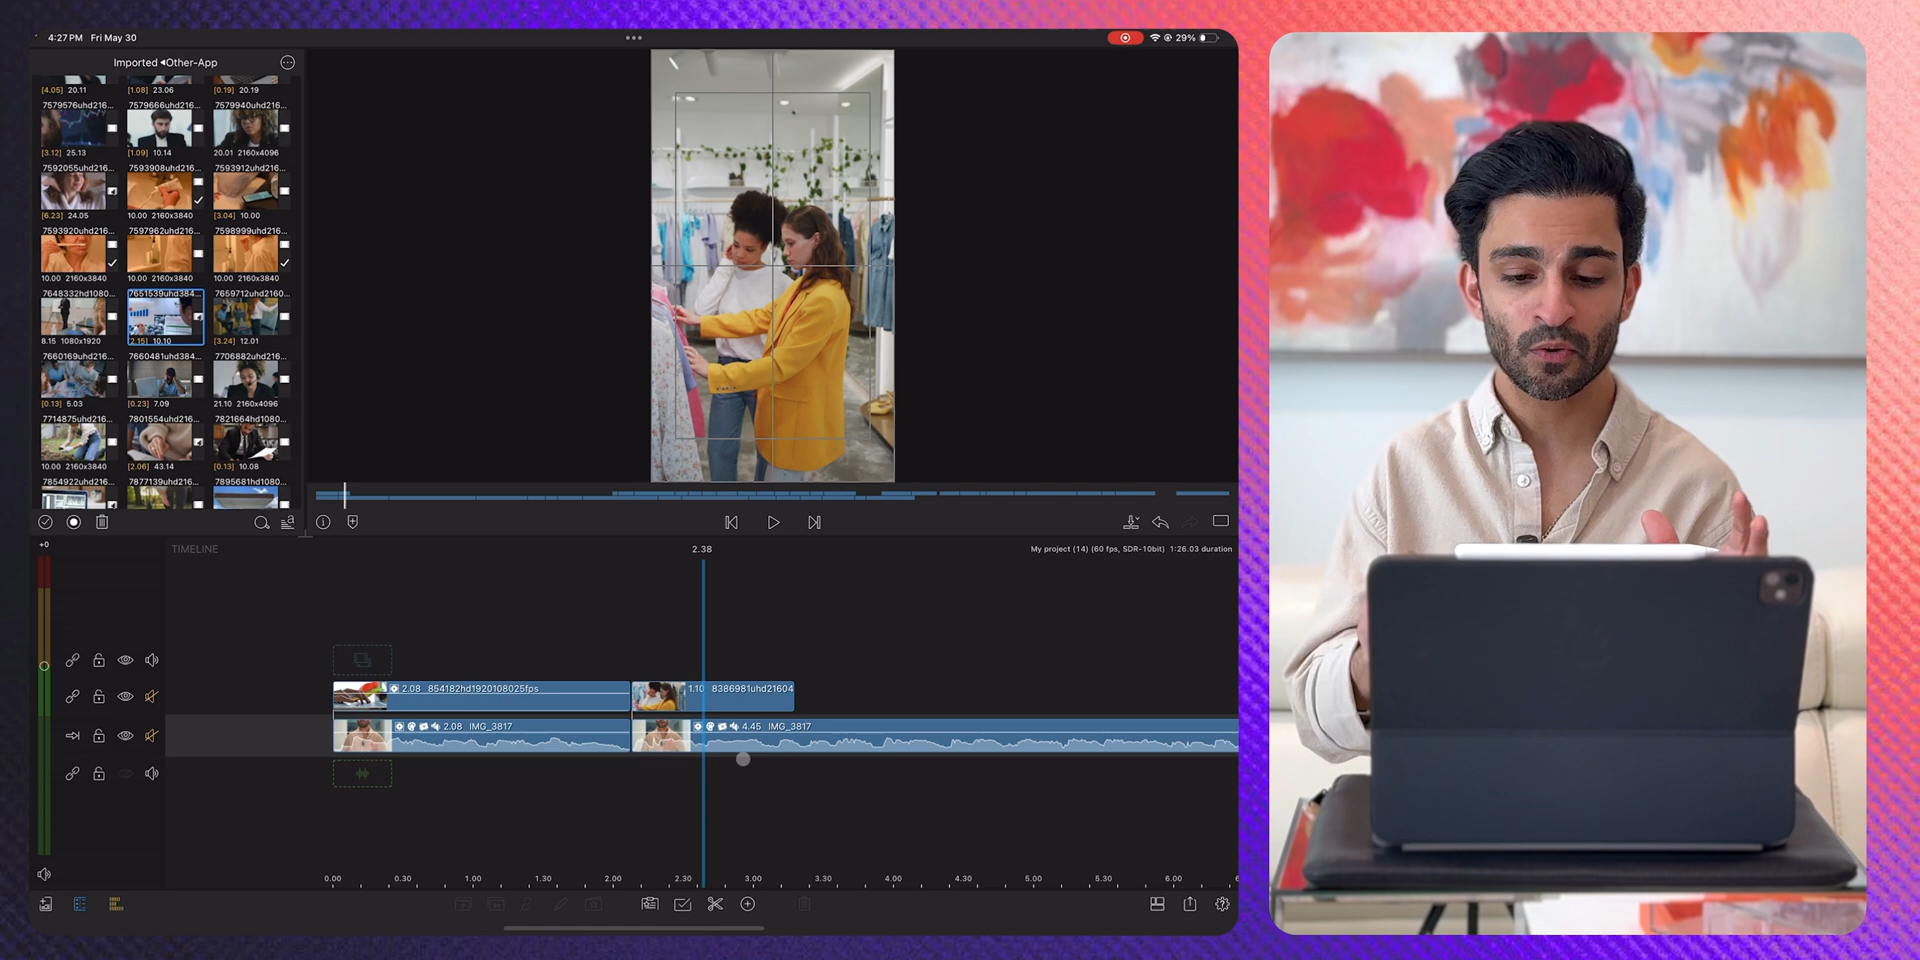 4:27 PM Fri May 30
29%
Imported ◂Other-App
[4.05] 20.11
[1.08] 23.06
[0.19] 20.19
7579576uhd216...
7579666uhd216...
7579940uhd216...
[3.12] 25.13
[1.09] 10.14
20.01 2160x4096
7592055uhd216...
7593908uhd216...
7593912uhd216...
[6.23] 24.05
10.00 2160x3840
[3.04] 10.00
7593920uhd216...
7597962uhd216...
7598999uhd216...
10.00 2160x3840
10.00 2160x3840
10.00 2160x3840
7648332hd1080...
7651539uhd384...
7659712uhd2160...
8.15 1080x1920
[2.15] 10.10
[3.24] 12.01
7660169uhd216...
7660481uhd384...
7706882uhd216...
[0.13] 5.03
[0.23] 7.09
21.10 2160x4096
7714875uhd216...
7801554uhd216...
7821664hd1080...
10.00 2160x3840
[2.06] 43.14
[0.13] 10.08
7854922uhd216...
7877139uhd216...
7895681hd1080...
+0
TIMELINE
2.38
My project (14) (60 fps, SDR-10bit) 1:26.03 duration
2.08 854182hd1920108025fps
1.10 8386981uhd21604
2.08 IMG_3817
4.45 IMG_3817
0.00 0.30 1.00 1.30 2.00 2.30 3.00 3.30 4.00 4.30 5.00 5.30 6.00